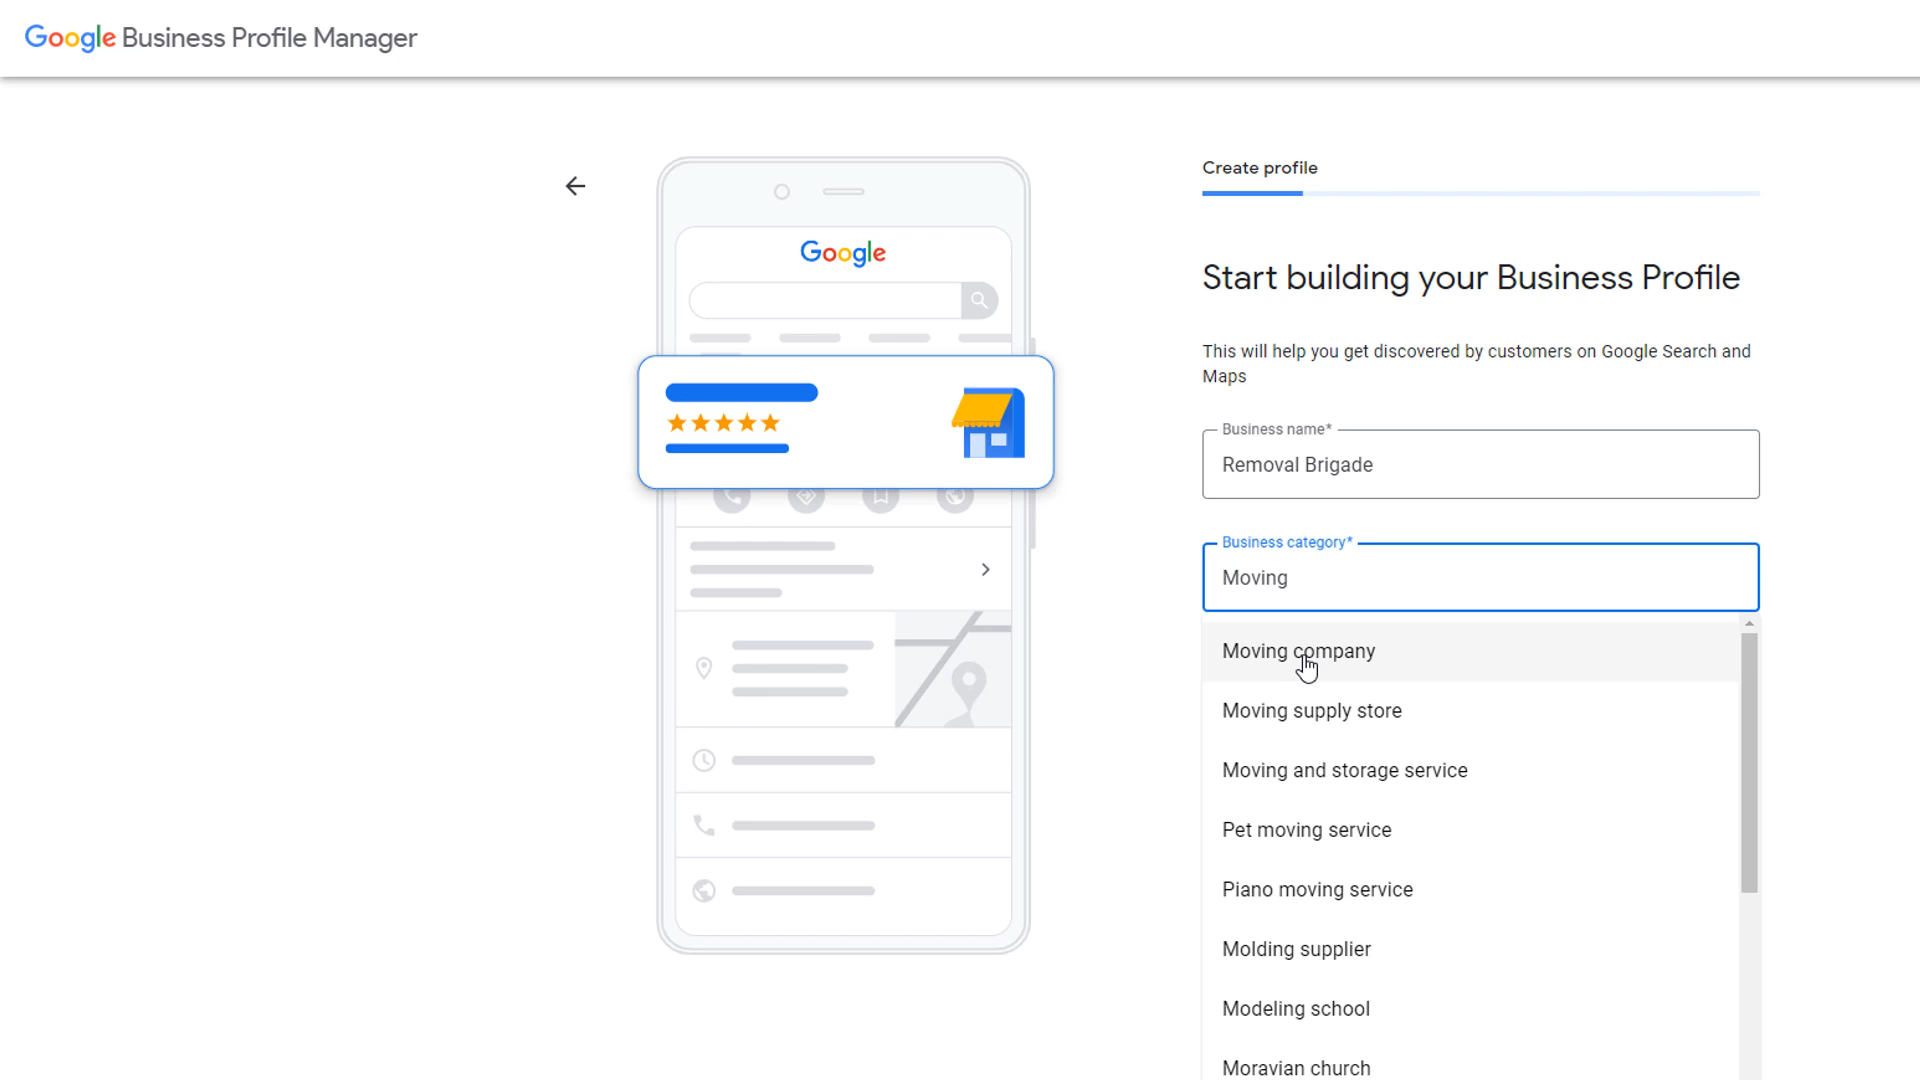 Google Business Profile Manager
Create profile
Google
Start building your Business Profile
This will help you get discovered by customers on Google Search and
Maps
Business name*
Removal Brigade
Business category*
Moving
Moving company
Moving supply store
Moving and storage service
Pet moving service
Piano moving service
Molding supplier
Modeling school
Moravian church